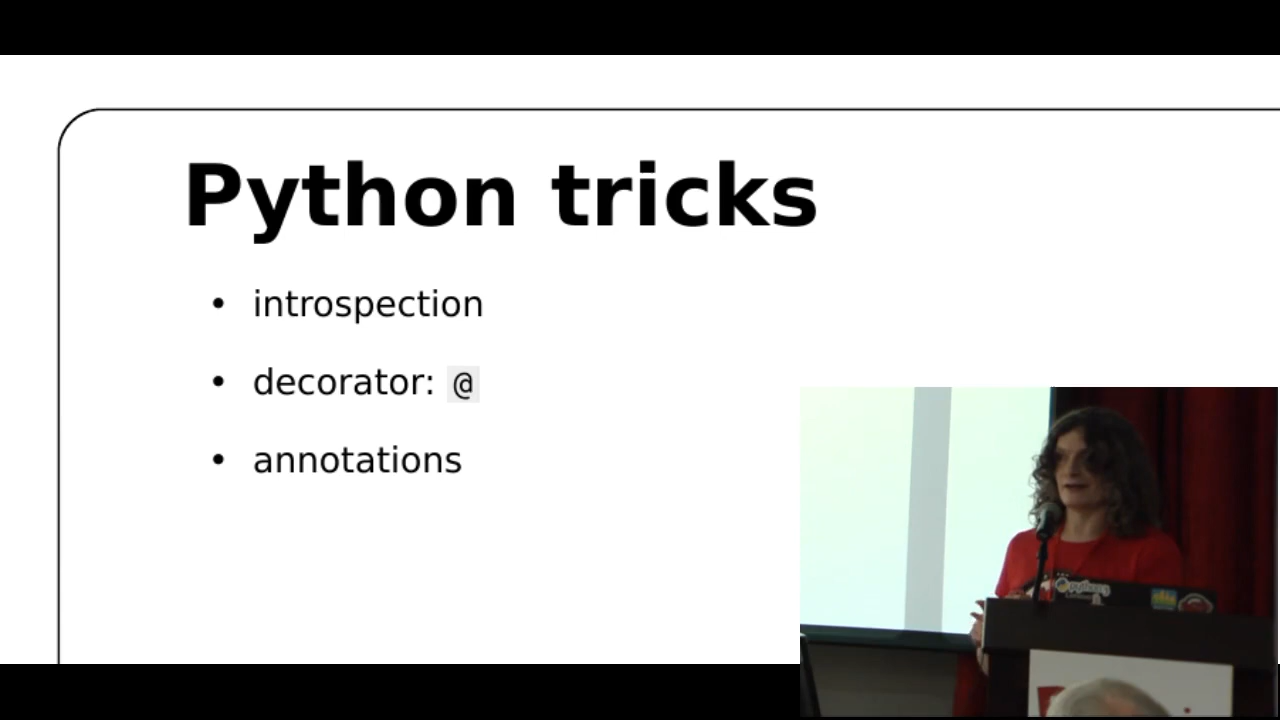 Python tricks
• introspection
• decorator: @
• annotations